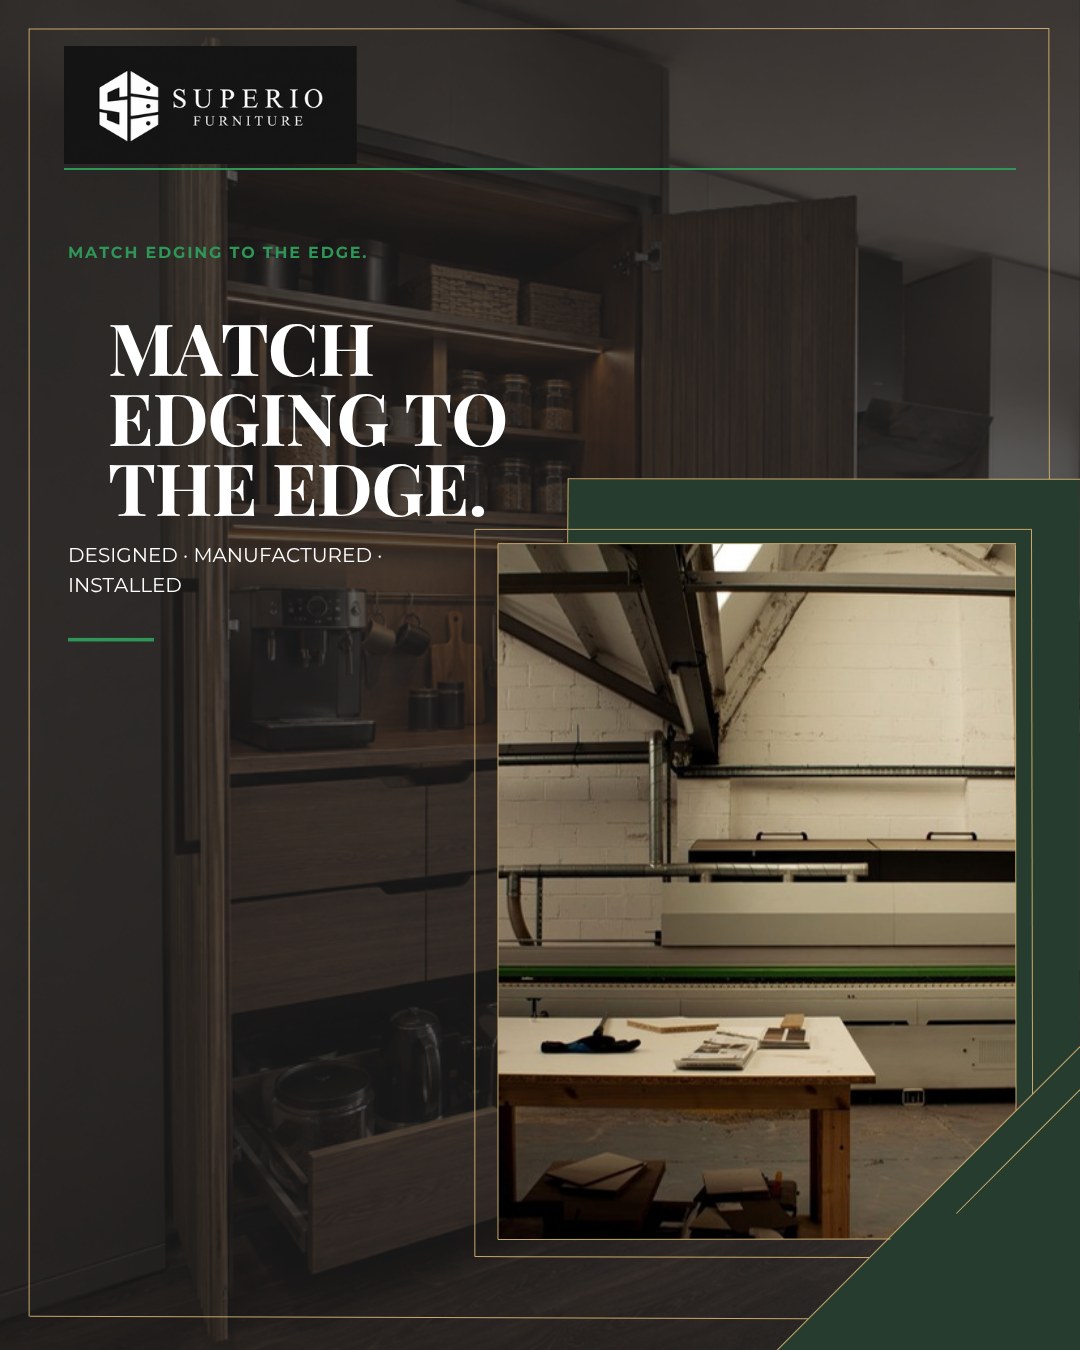 SUPERIO
FURNITURE
MATCH EDGING TO THE EDGE.
MATCH
EDGING TO
THE EDGE.
DESIGNED · MANUFACTURED ·
INSTALLED